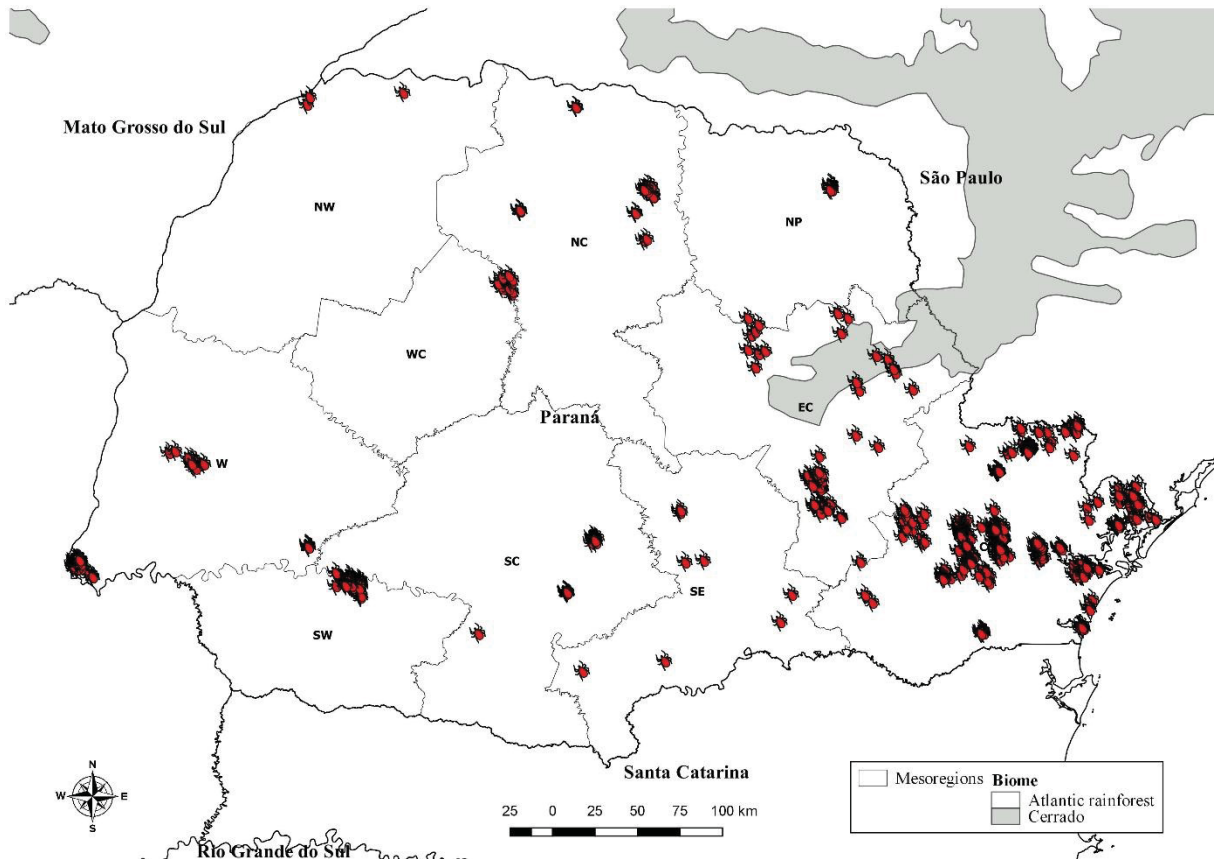 Mato Grosso do Sul
São Paulo
NW
NP
NC
WC
EC
Paraná
W
SC
SE
SW
Santa Catarina
Rio Grande do Sul
N
W E
S
25 0 25 50 75 100 km
Mesoregions Biome
Atlantic rainforest
Cerrado